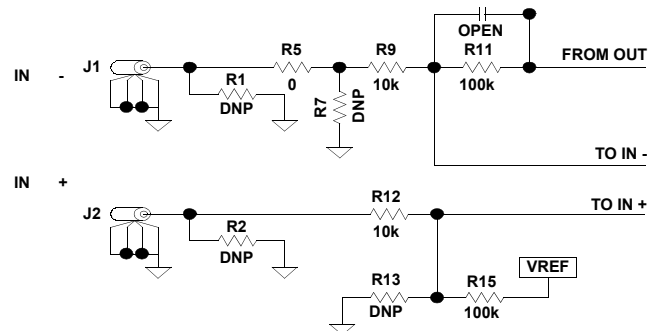 OPEN
J1
R5
R9
R11
FROM OUT
IN -
R1
0
10k
100k
DNP
R7
DNP
TO IN -
IN +
J2
R12
TO IN +
R2
10k
DNP
VREF
R13
R15
DNP
100k